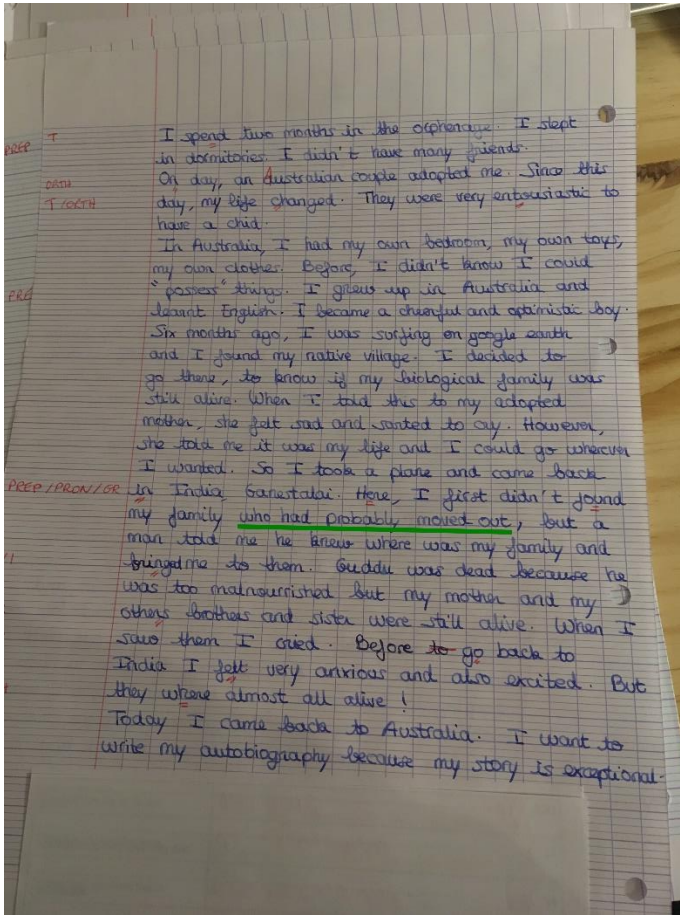 PREP T I spend two months in the orphenage. I slept
in dormitories. I didn't have many friends.
ORTH On day, an Australian couple adopted me. Since this
T/ORTH day, my life changed. They were very entousiastic to
have a chid.
In Australia, I had my own bedroom, my own toys,
my own clothes. Before, I didn't know I could
PRE "possess" things. I grew up in Australia and
learnt English. I became a cheerful and optimistic boy.
Six months ago, I was surfing on google earth
and I found my native village. I decided to
go there, to know if my biological family was
still alive. When I told this to my adopted
mother, she felt sad and santed to cry. However,
she told me it was my life and I could go wherever
I wanted. So I took a plane and came back
PREP/PRON/GR in India, Ganestalai. Here, I first didn't found
my family who had probably moved out, but a
man told me he knew where was my family and
bringed me to them. Guddu was dead because he
was too malnourrished but my mother and my
others brothers and sister were still alive. When I
saw them I cried. Before to go back to
India I felt very anxious and also excited. But
they where almost all alive !
Today I came back to Australia. I want to
write my autobiography because my story is exceptional.